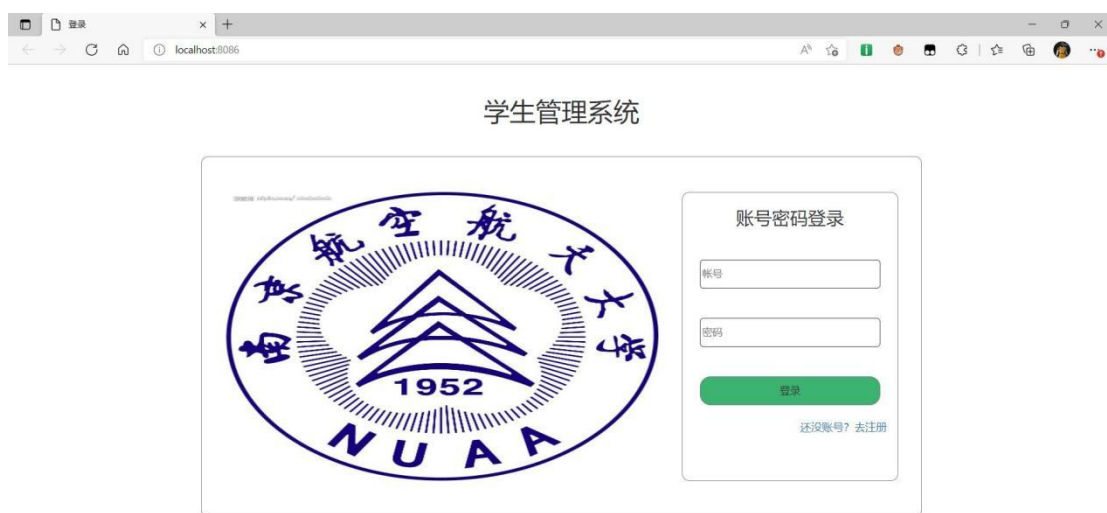 登录
localhost:8086
学生管理系统
南京航空航天大学
1952
NUAA
账号密码登录
帐号
密码
登录
还没账号？去注册